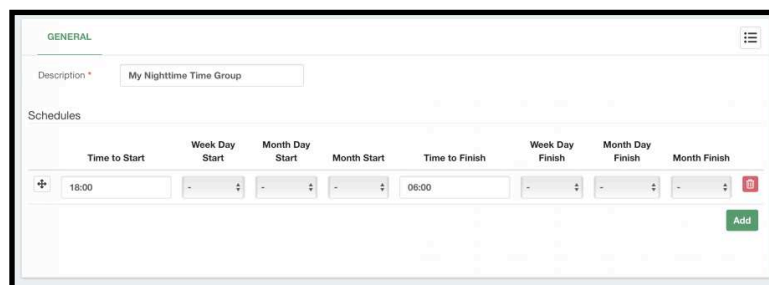 GENERAL
Description *
My Nighttime Time Group
Schedules
Time to Start
Week Day Start
Month Day Start
Month Start
Time to Finish
Week Day Finish
Month Day Finish
Month Finish
18:00
-
-
-
06:00
-
-
-
Add